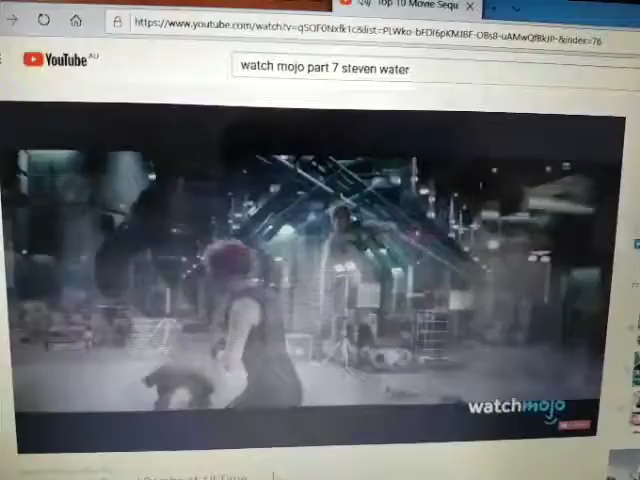 Top 10 Movie Sequ
https://www.youtube.com/watch?v=qSOF0Nxfk1c&list=PLWko-bFDI6pKMJBF-OBs8-uAMwQfBkJP-&index=76
YouTube AU
watch mojo part 7 steven water
watchmojo